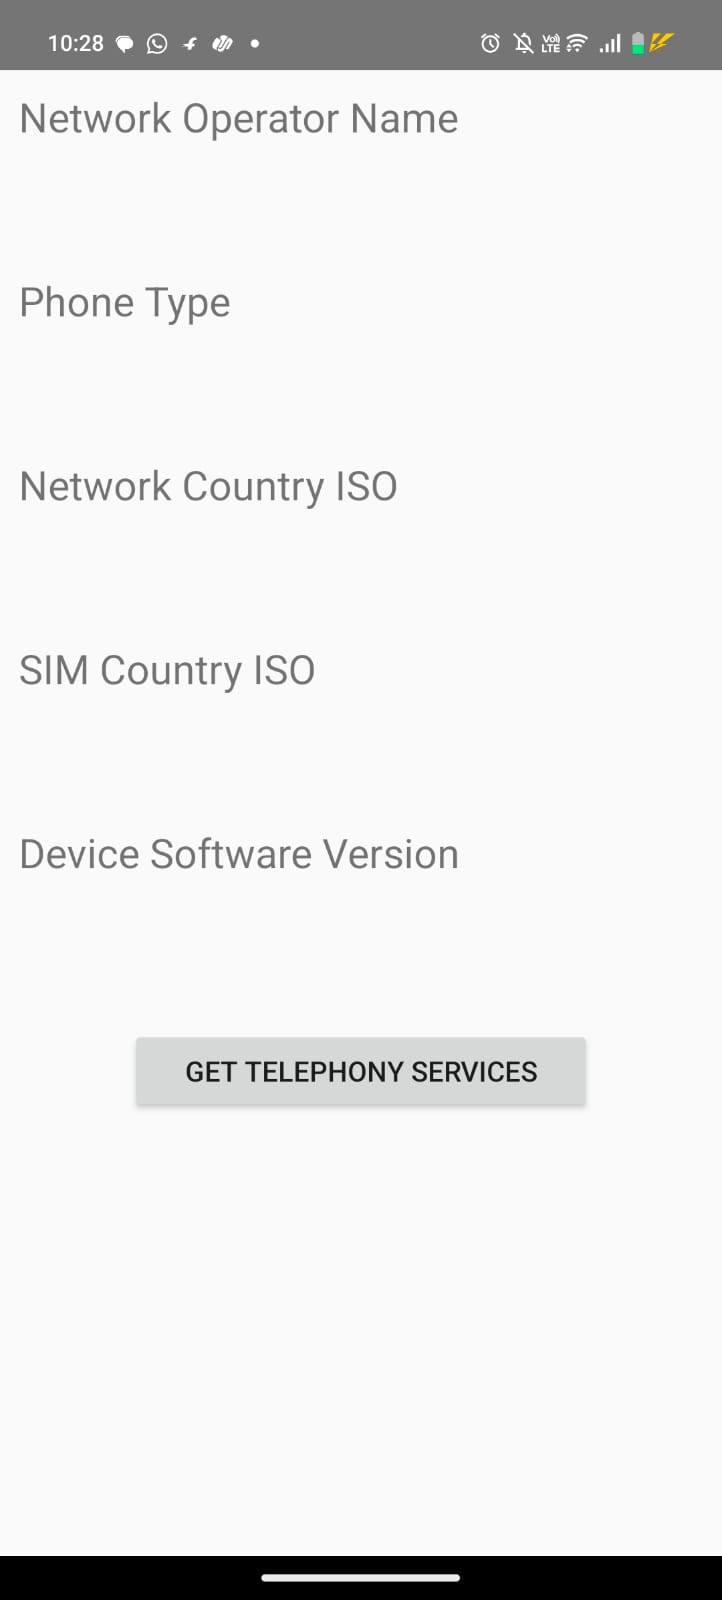 10:28
Vo))
LTE
Network Operator Name
Phone Type
Network Country ISO
SIM Country ISO
Device Software Version
GET TELEPHONY SERVICES